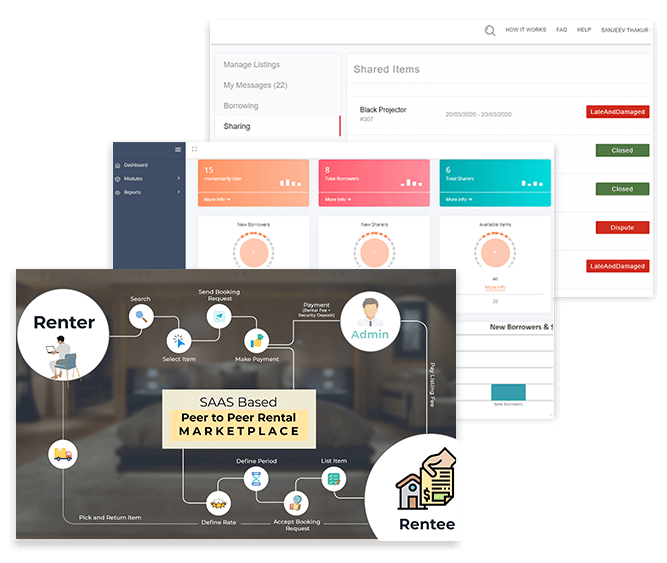 HOW IT WORKS FAQ HELP SANJEEV THAKUR
Manage Listings
My Messages (22)
Borrowing
Sharing
Shared Items
Black Projector
#307
20/03/2020 - 23/03/2020
LateAndDamaged
Closed
Closed
Dispute
LateAndDamaged
Dashboard
Modules
Reports
15
Momentarily User
More Info
8
Total Borrowers
More Info
6
Total Sharers
More Info
New Borrowers
New Sharers
Available Items
All
More Info
28
New Borrowers & S
New Borrowers
Renter
Search
Select Item
Send Booking
Request
Make Payment
Payment
(Rental Fee +
Security Deposit)
Admin
Pay Listing Fee
SAAS Based
Peer to Peer Rental
MARKETPLACE
Define Period
List Item
Define Rate
Accept Booking
Request
Pick and Return Item
Rentee